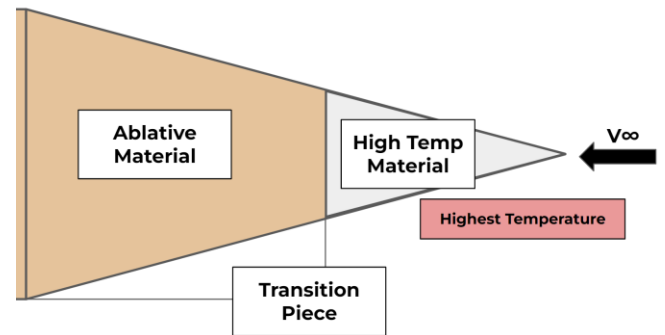 Ablative
Material
High Temp
Material
V∞
Highest Temperature
Transition
Piece